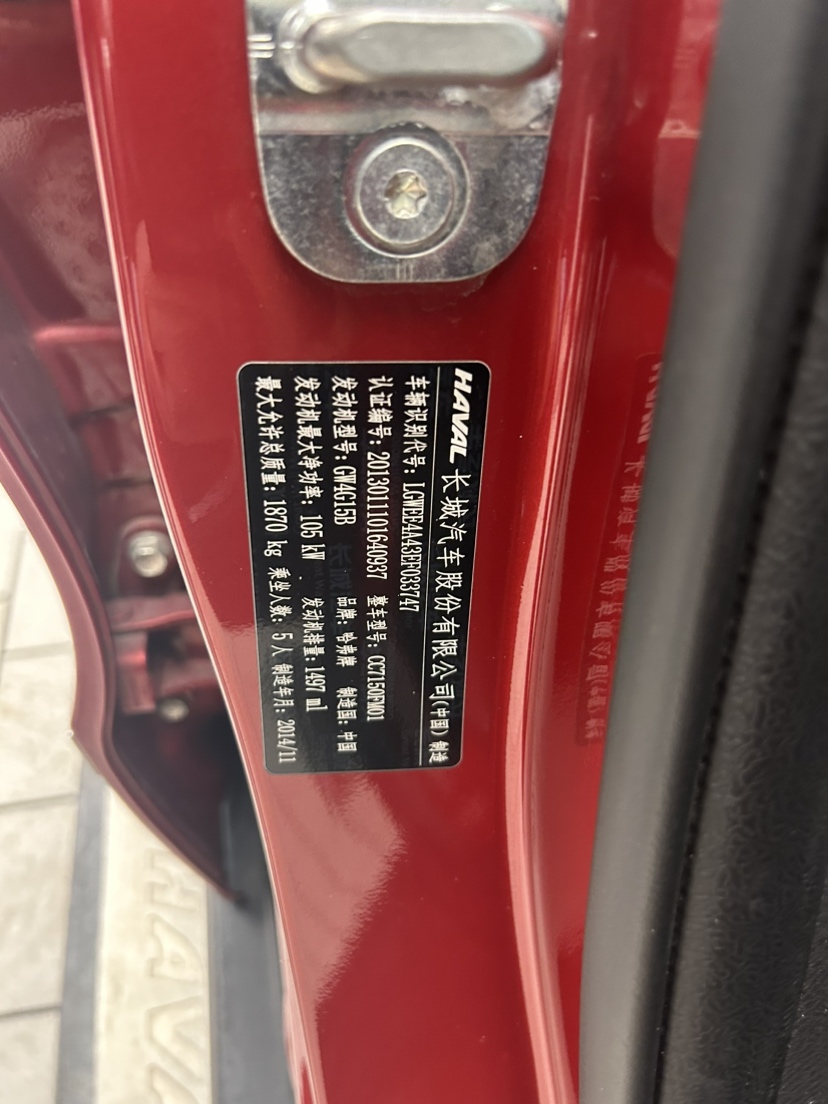 HAVAL 长城汽车股份有限公司(中国) 制造
车辆识别代号: LGWEE4A43EF033747
认证编号: 2013011101640937 整车型号: CC7150FM01
发动机型号: GW4G15B 品牌: 哈弗牌 制造国: 中国
发动机最大净功率: 105 kW 发动机排量: 1497 ml
最大允许总质量: 1870 kg 乘坐人数: 5人 制造年月: 2014/11
HAVA